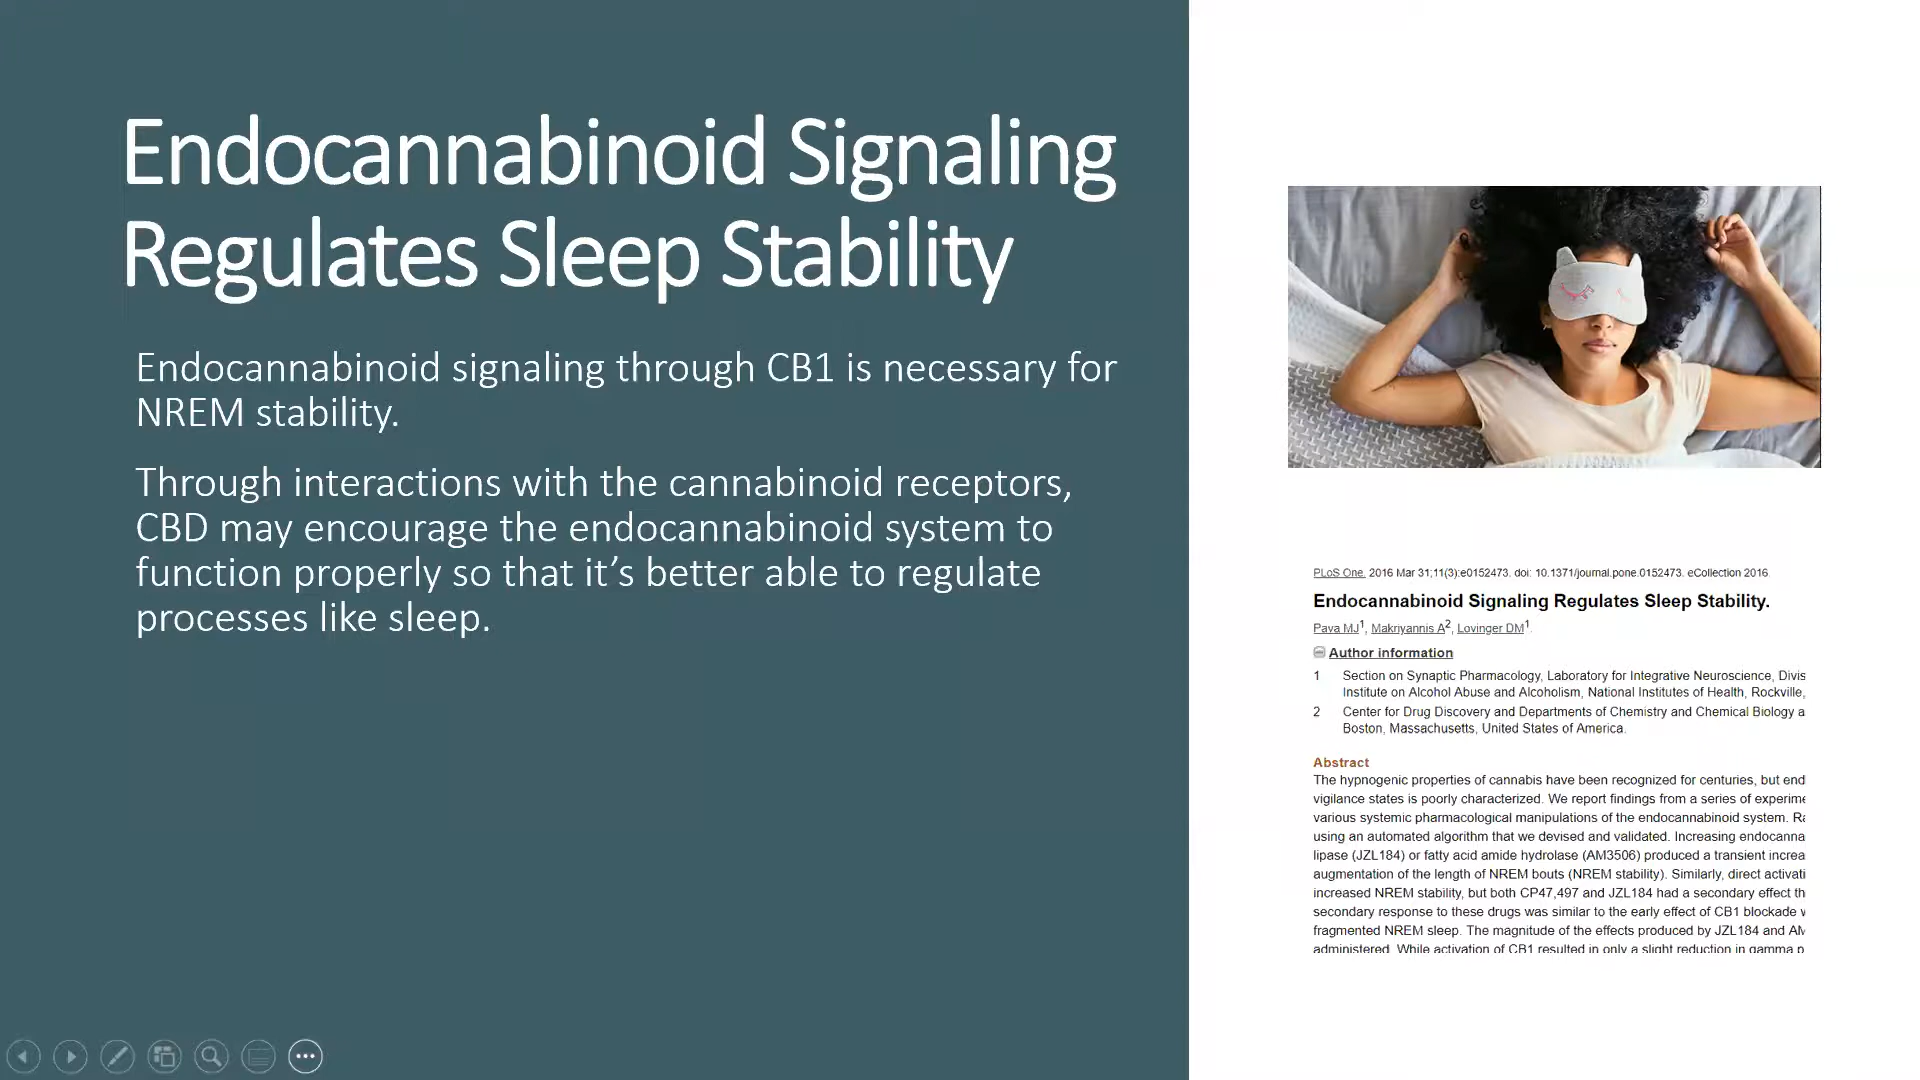 Endocannabinoid Signaling
Regulates Sleep Stability
Endocannabinoid signaling through CB1 is necessary for
NREM stability.
Through interactions with the cannabinoid receptors,
CBD may encourage the endocannabinoid system to
function properly so that it’s better able to regulate
processes like sleep.
PLoS One. 2016 Mar 31;11(3):e0152473. doi: 10.1371/journal.pone.0152473. eCollection 2016.
Endocannabinoid Signaling Regulates Sleep Stability.
Pava MJ1, Makriyannis A2, Lovinger DM1.
Author information
1 Section on Synaptic Pharmacology, Laboratory for Integrative Neuroscience, Divis
Institute on Alcohol Abuse and Alcoholism, National Institutes of Health, Rockville,
2 Center for Drug Discovery and Departments of Chemistry and Chemical Biology a
Boston, Massachusetts, United States of America.
Abstract
The hypnogenic properties of cannabis have been recognized for centuries, but end
vigilance states is poorly characterized. We report findings from a series of experime
various systemic pharmacological manipulations of the endocannabinoid system. Ra
using an automated algorithm that we devised and validated. Increasing endocanna
lipase (JZL184) or fatty acid amide hydrolase (AM3506) produced a transient increa
augmentation of the length of NREM bouts (NREM stability). Similarly, direct activati
increased NREM stability, but both CP47,497 and JZL184 had a secondary effect th
secondary response to these drugs was similar to the early effect of CB1 blockade
fragmented NREM sleep. The magnitude of the effects produced by JZL184 and
administered. While activation of CB1 resulted in only a slight reduction in gamma p